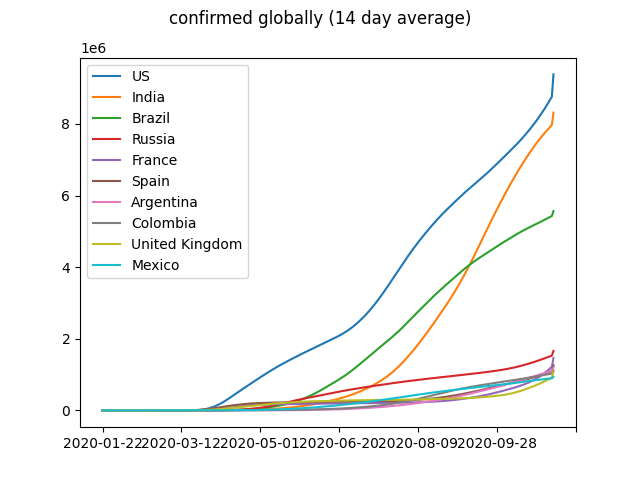 confirmed globally (14 day average)
1e6
US
India
Brazil
Russia
France
Spain
Argentina
Colombia
United Kingdom
Mexico
8
6
4
2
0
2020-01-22
2020-03-12
2020-05-01
2020-06-20
2020-08-09
2020-09-28